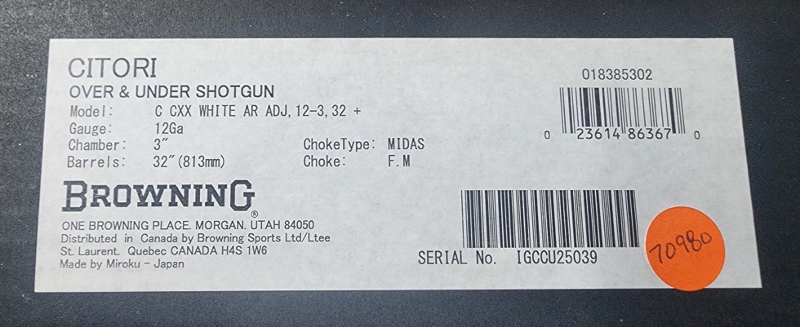 CITORI
OVER & UNDER SHOTGUN
Model: C CXX WHITE AR ADJ,12-3,32 +
Gauge: 12Ga
Chamber: 3" ChokeType: MIDAS
Barrels: 32"(813mm) Choke: F.M
BROWNING®
ONE BROWNING PLACE. MORGAN. UTAH 84050
Distributed in Canada by Browning Sports Ltd/Ltee
St. Laurent. Quebec CANADA H4S 1W6
Made by Miroku - Japan
018385302
0 23614 86367 0
SERIAL No. IGCCU25039
70980